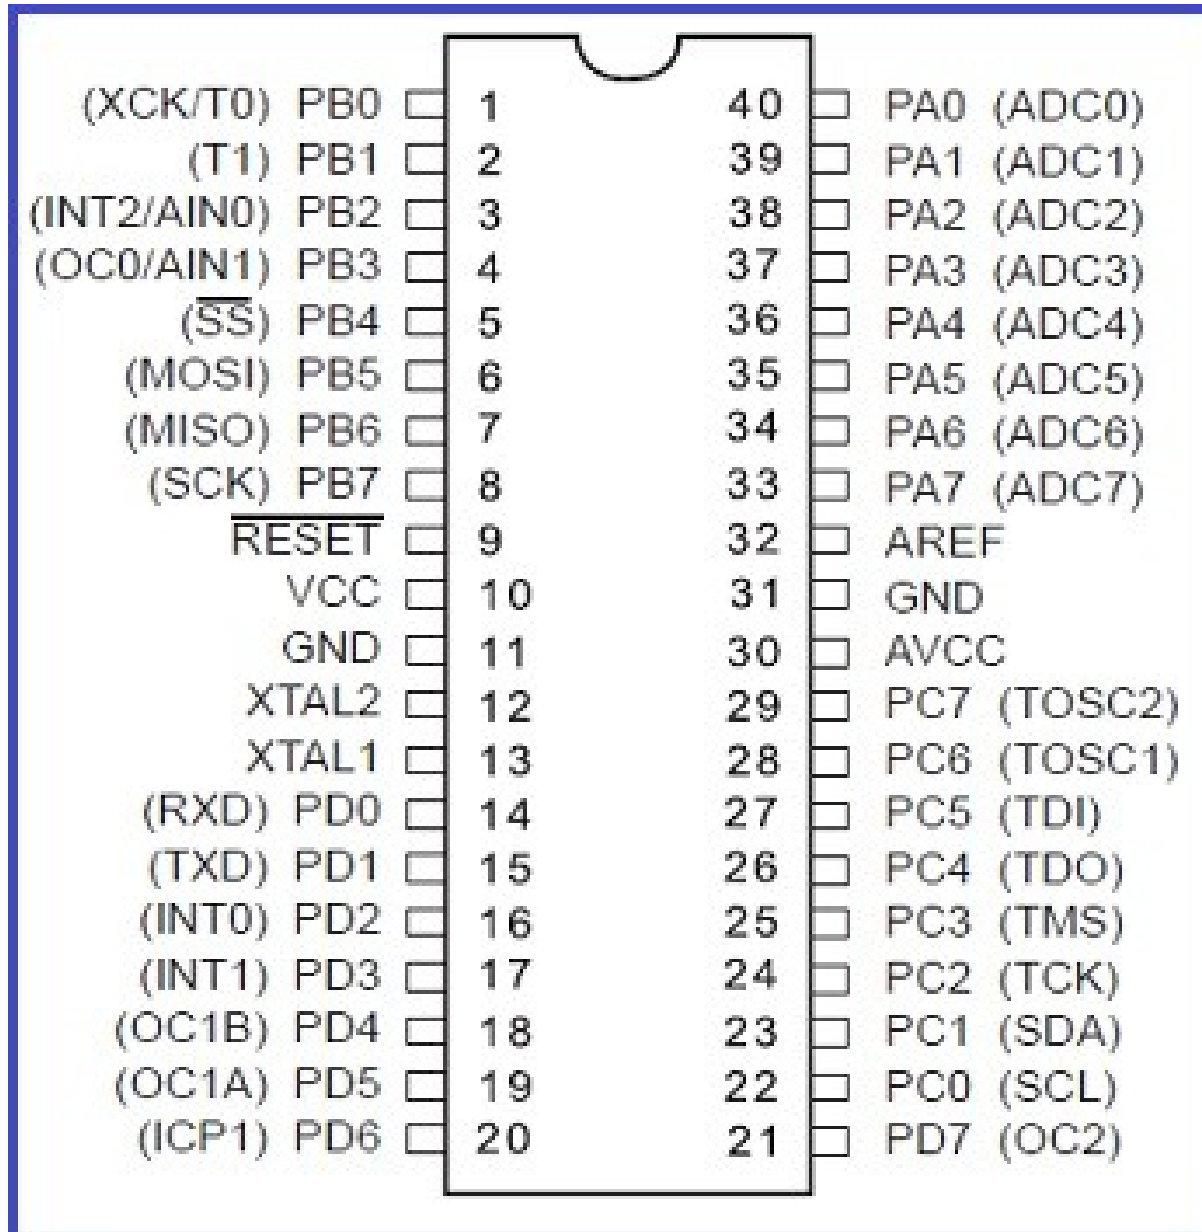 (XCK/T0) PB0 1 40 PA0 (ADC0)
(T1) PB1 2 39 PA1 (ADC1)
(INT2/AIN0) PB2 3 38 PA2 (ADC2)
(OC0/AIN1) PB3 4 37 PA3 (ADC3)
(S̅S̅) PB4 5 36 PA4 (ADC4)
(MOSI) PB5 6 35 PA5 (ADC5)
(MISO) PB6 7 34 PA6 (ADC6)
(SCK) PB7 8 33 PA7 (ADC7)
R̅E̅S̅E̅T̅ 9 32 AREF
VCC 10 31 GND
GND 11 30 AVCC
XTAL2 12 29 PC7 (TOSC2)
XTAL1 13 28 PC6 (TOSC1)
(RXD) PD0 14 27 PC5 (TDI)
(TXD) PD1 15 26 PC4 (TDO)
(INT0) PD2 16 25 PC3 (TMS)
(INT1) PD3 17 24 PC2 (TCK)
(OC1B) PD4 18 23 PC1 (SDA)
(OC1A) PD5 19 22 PC0 (SCL)
(ICP1) PD6 20 21 PD7 (OC2)